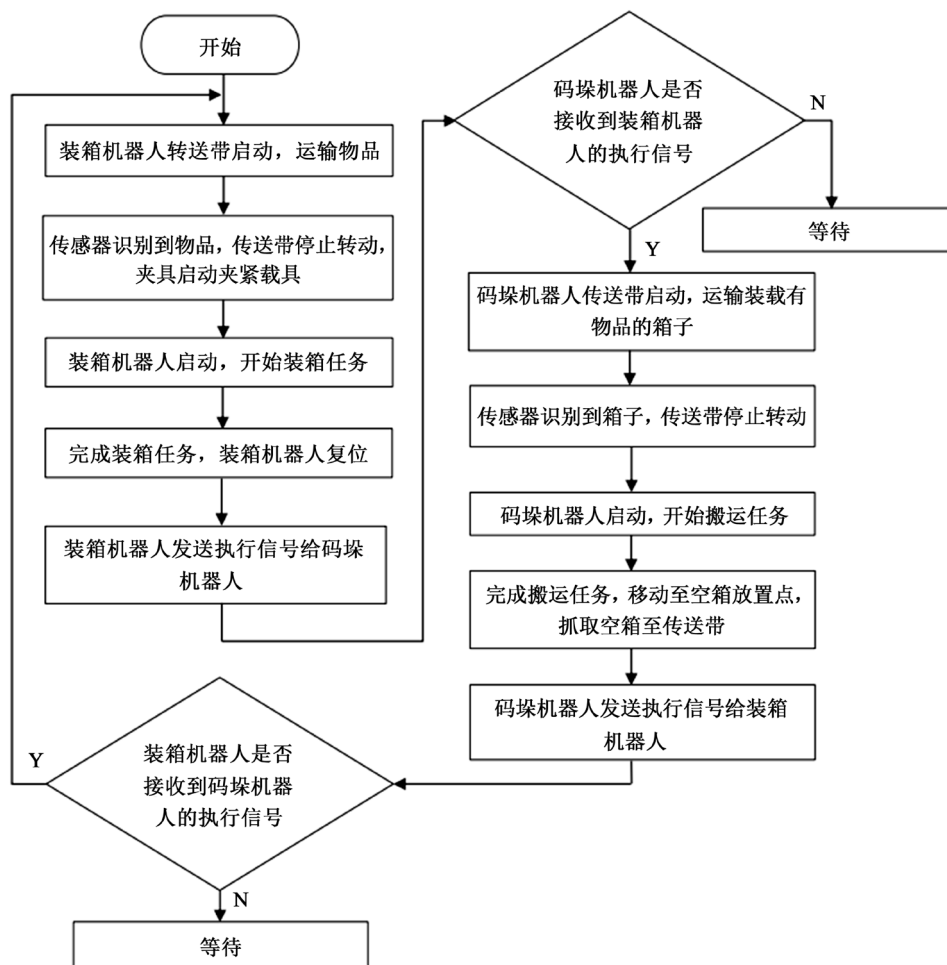 开始
装箱机器人转送带启动，运输物品
传感器识别到物品，传送带停止转动，
夹具启动夹紧载具
装箱机器人启动，开始装箱任务
完成装箱任务，装箱机器人复位
装箱机器人发送执行信号给码垛
机器人
码垛机器人是否
接收到装箱机器
人的执行信号
N
等待
Y
码垛机器人传送带启动，运输装载有
物品的箱子
传感器识别到箱子，传送带停止转动
码垛机器人启动，开始搬运任务
完成搬运任务，移动至空箱放置点，
抓取空箱至传送带
码垛机器人发送执行信号给装箱
机器人
装箱机器人是否
接收到码垛机器
人的执行信号
Y
N
等待